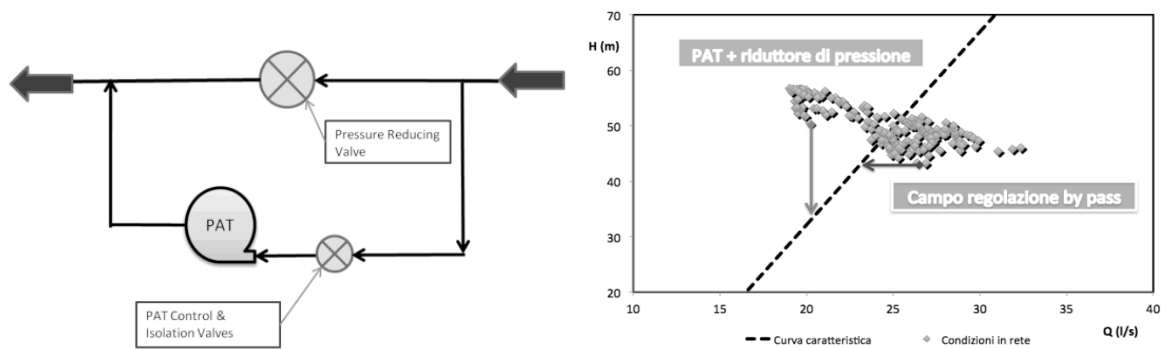 Pressure Reducing
Valve
PAT
PAT Control &
Isolation Valves
H (m)
70
60
50
40
30
20
10
15
20
25
30
35
40
Q (l/s)
PAT + riduttore di pressione
Campo regolazione by pass
Curva caratteristica
Condizioni in rete